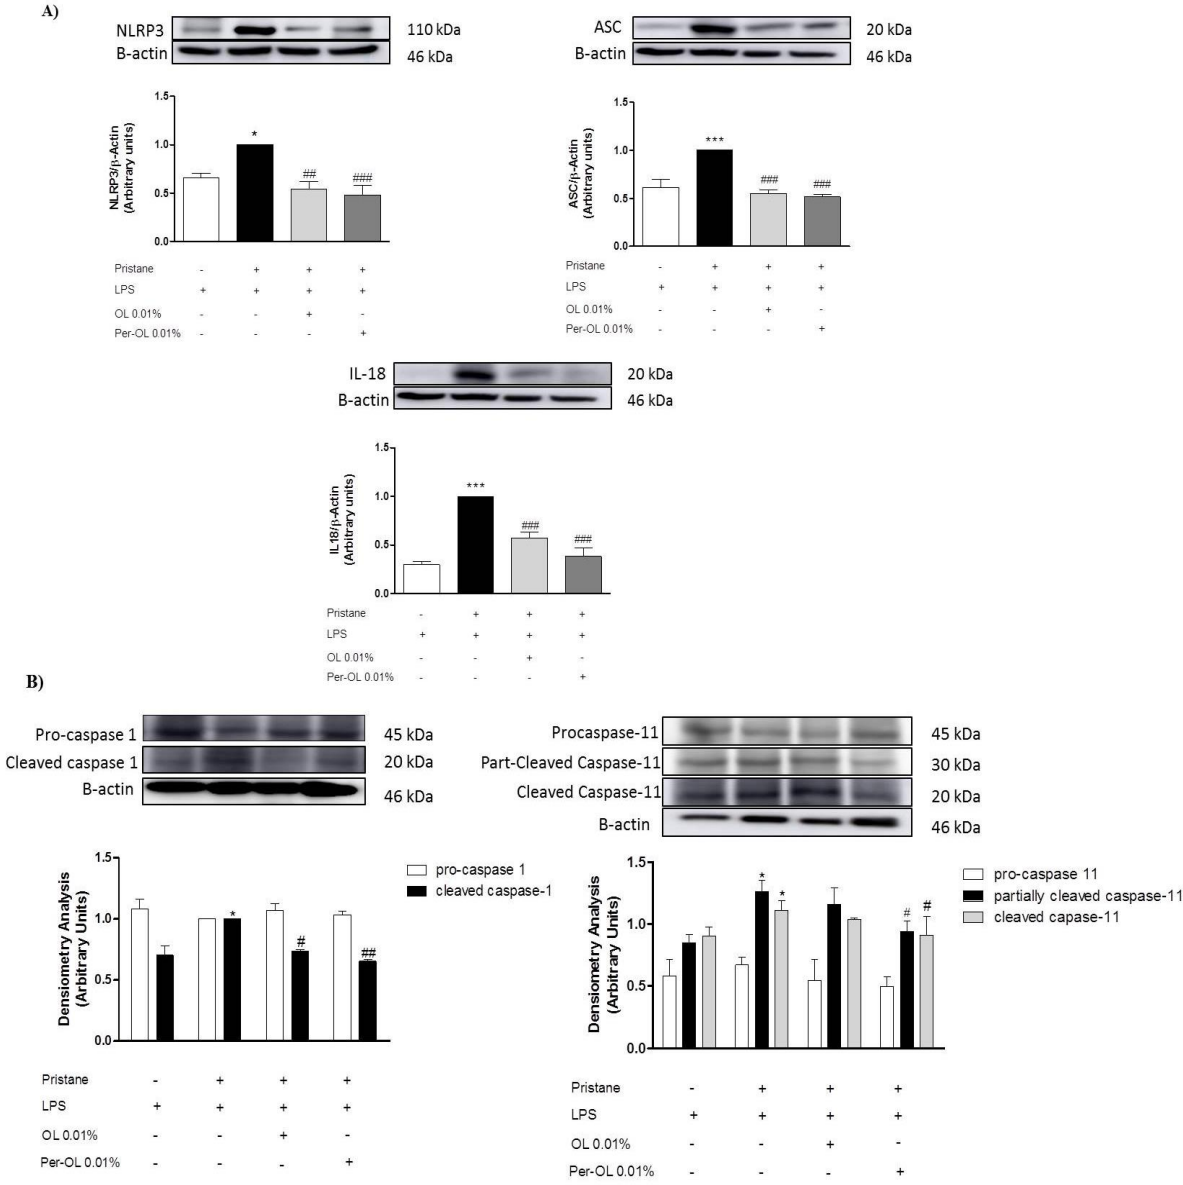 A)
NLRP3 110 kDa
B-actin 46 kDa
NLRP3/β-Actin
(Arbitrary units)
1.5
1.0
0.5
0.0
* ## ###
Pristane - + + +
LPS + + + +
OL 0.01% - - + -
Per-OL 0.01% - - - +
ASC 20 kDa
B-actin 46 kDa
ASC/β-Actin
(Arbitrary units)
1.5
1.0
0.5
0.0
*** ### ###
Pristane - + + +
LPS + + + +
OL 0.01% - - + -
Per-OL 0.01% - - - +
IL-18 20 kDa
B-actin 46 kDa
IL18/β-Actin
(Arbitrary units)
1.5
1.0
0.5
0.0
*** ### ###
Pristane - + + +
LPS + + + +
OL 0.01% - - + -
Per-OL 0.01% - - - +
B)
Pro-caspase 1 45 kDa
Cleaved caspase 1 20 kDa
B-actin 46 kDa
Densiometry Analysis
(Arbitrary Units)
1.5
1.0
0.5
0.0
* # ##
pro-caspase 1
cleaved caspase-1
Pristane - + + +
LPS + + + +
OL 0.01% - - + -
Per-OL 0.01% - - - +
Procaspase-11 45 kDa
Part-Cleaved Caspase-11 30 kDa
Cleaved Caspase-11 20 kDa
B-actin 46 kDa
Densiometry Analysis
(Arbitrary Units)
1.5
1.0
0.5
0.0
* * # #
pro-caspase 11
partially cleaved caspase-11
cleaved capase-11
Pristane - + + +
LPS + + + +
OL 0.01% - - + -
Per-OL 0.01% - - - +